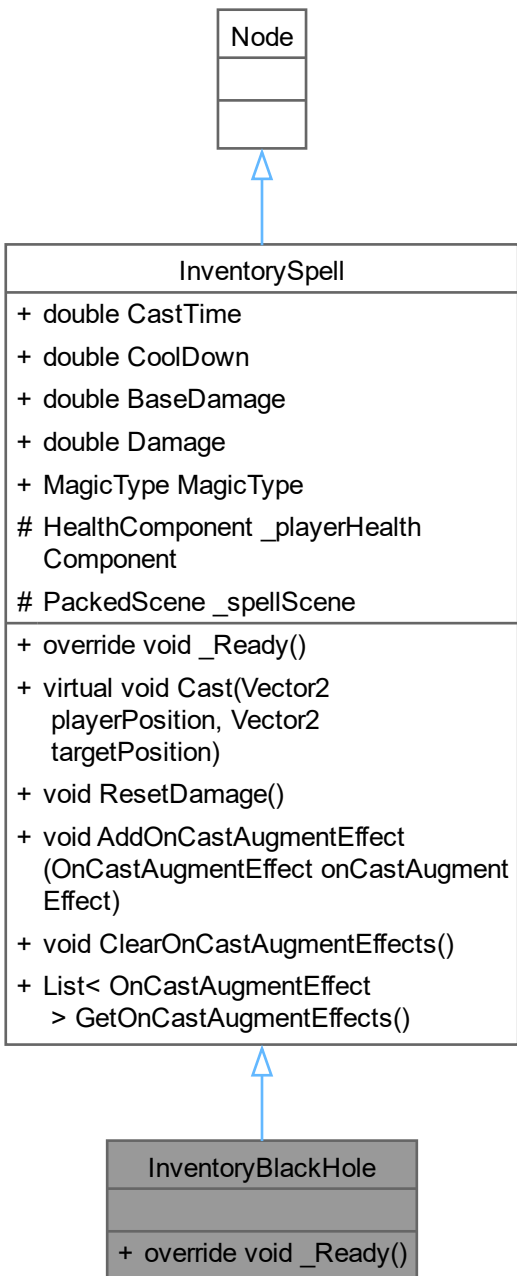 Node
InventorySpell
+ double CastTime
+ double CoolDown
+ double BaseDamage
+ double Damage
+ MagicType MagicType
# HealthComponent _playerHealth
Component
# PackedScene _spellScene
+ override void _Ready()
+ virtual void Cast(Vector2
playerPosition, Vector2
targetPosition)
+ void ResetDamage()
+ void AddOnCastAugmentEffect
(OnCastAugmentEffect onCastAugment
Effect)
+ void ClearOnCastAugmentEffects()
+ List< OnCastAugmentEffect
> GetOnCastAugmentEffects()
InventoryBlackHole
+ override void _Ready()